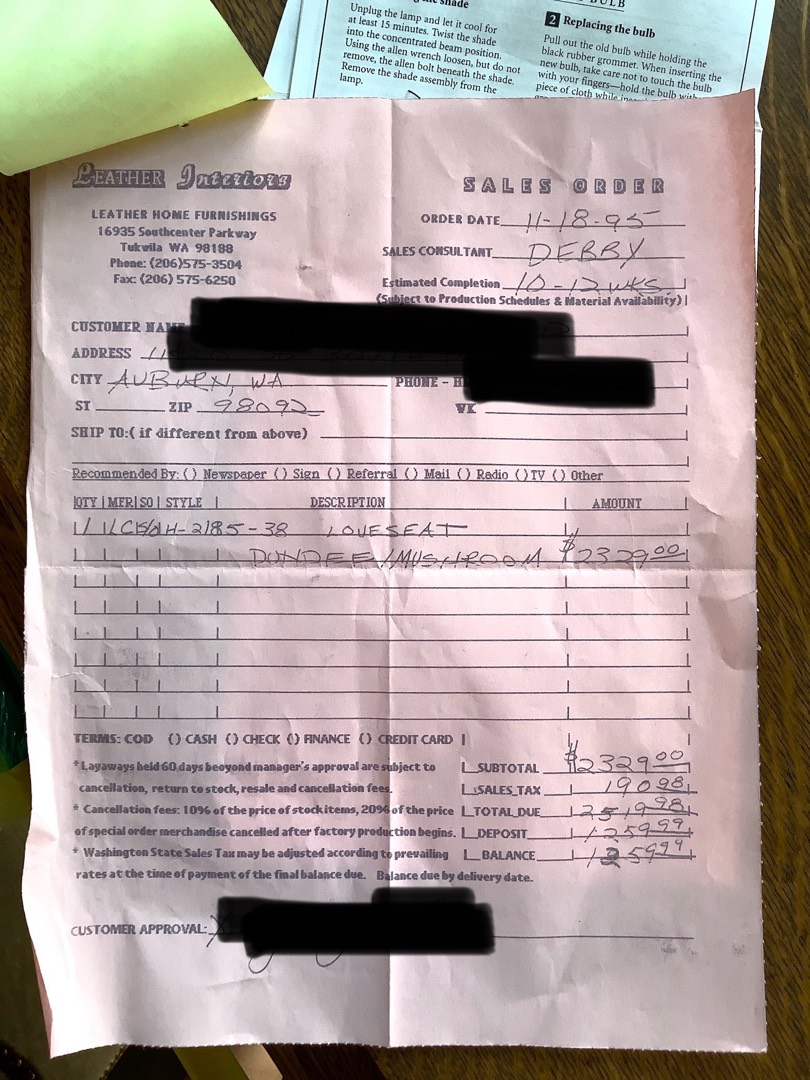 the shade
Unplug the lamp and let it cool for
at least 15 minutes. Twist the shade
into the concentrated beam position.
Using the allen wrench loosen, but do not
remove, the allen bolt beneath the shade.
Remove the shade assembly from the
lamp.
BULB
2 Replacing the bulb
Pull out the old bulb while holding the
black rubber grommet. When inserting the
new bulb, take care not to touch the bulb
with your fingers—hold the bulb with
piece of cloth while
LEATHER Interiors
LEATHER HOME FURNISHINGS
16935 Southcenter Parkway
Tukwila WA 98188
Phone: (206)575-3504
Fax: (206) 575-6250
SALES ORDER
ORDER DATE 11-18-95
SALES CONSULTANT DEBBY
Estimated Completion 10-12 WKS.
(Subject to Production Schedules & Material Availability)
CUSTOMER NAME
ADDRESS
CITY AUBURN, WA PHONE - H
ST ZIP 98092 WK
SHIP TO:( if different from above)
Recommended By: ( ) Newspaper ( ) Sign ( ) Referral ( ) Mail ( ) Radio ( ) TV ( ) Other
QTY | MFR | SO | STYLE | DESCRIPTION | AMOUNT
1 H-2185-38 LOVESEAT
DUNDEE/MUSHROOM $2329.00
TERMS: COD ( ) CASH ( ) CHECK ( ) FINANCE ( ) CREDIT CARD
* Layaways held 60 days beoyond manager's approval are subject to
cancellation, return to stock, resale and cancellation fees.
* Cancellation fees: 10% of the price of stock items, 20% of the price
of special order merchandise cancelled after factory production begins.
* Washington State Sales Tax may be adjusted according to prevailing
rates at the time of payment of the final balance due. Balance due by delivery date.
SUBTOTAL $2329.00
SALES TAX 190.98
TOTAL DUE 2519.98
DEPOSIT 1259.99
BALANCE 1259.99
CUSTOMER APPROVAL: X